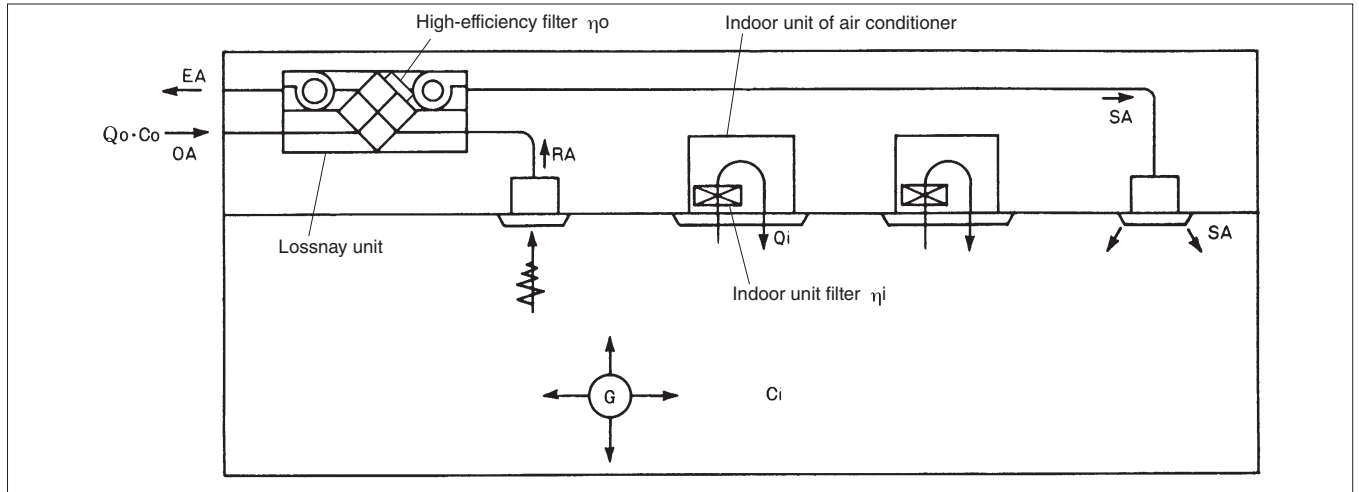 High-efficiency filter ηo
Indoor unit of air conditioner
EA
SA
Qo·Co
OA
RA
Lossnay unit
Qi
SA
Indoor unit filter ηi
G
Ci